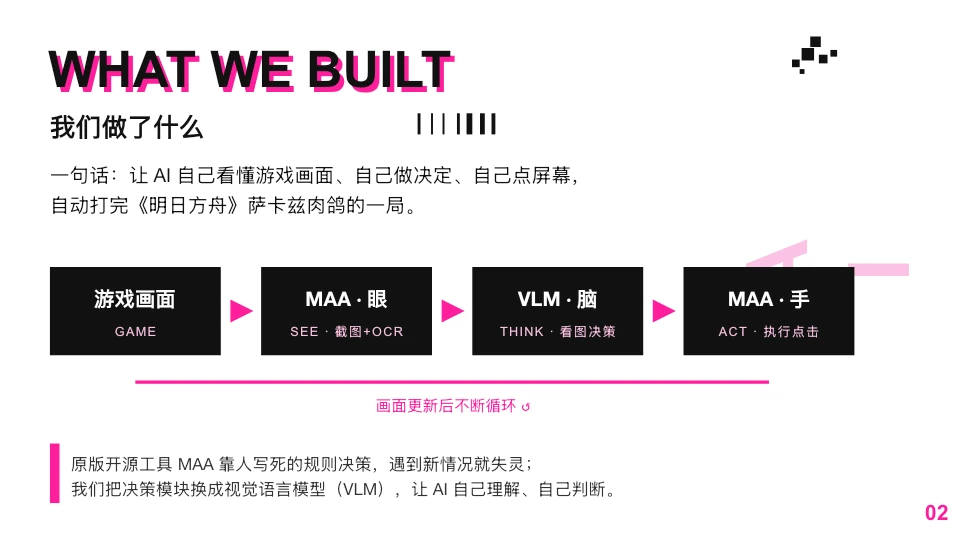 WHAT WE BUILT
我们做了什么
一句话：让 AI 自己看懂游戏画面、自己做决定、自己点屏幕，
自动打完《明日方舟》萨卡兹肉鸽的一局。
游戏画面
GAME
MAA · 眼
SEE · 截图+OCR
VLM · 脑
THINK · 看图决策
MAA · 手
ACT · 执行点击
画面更新后不断循环 ↺
原版开源工具 MAA 靠人写死的规则决策，遇到新情况就失灵；
我们把决策模块换成视觉语言模型（VLM），让 AI 自己理解、自己判断。
02